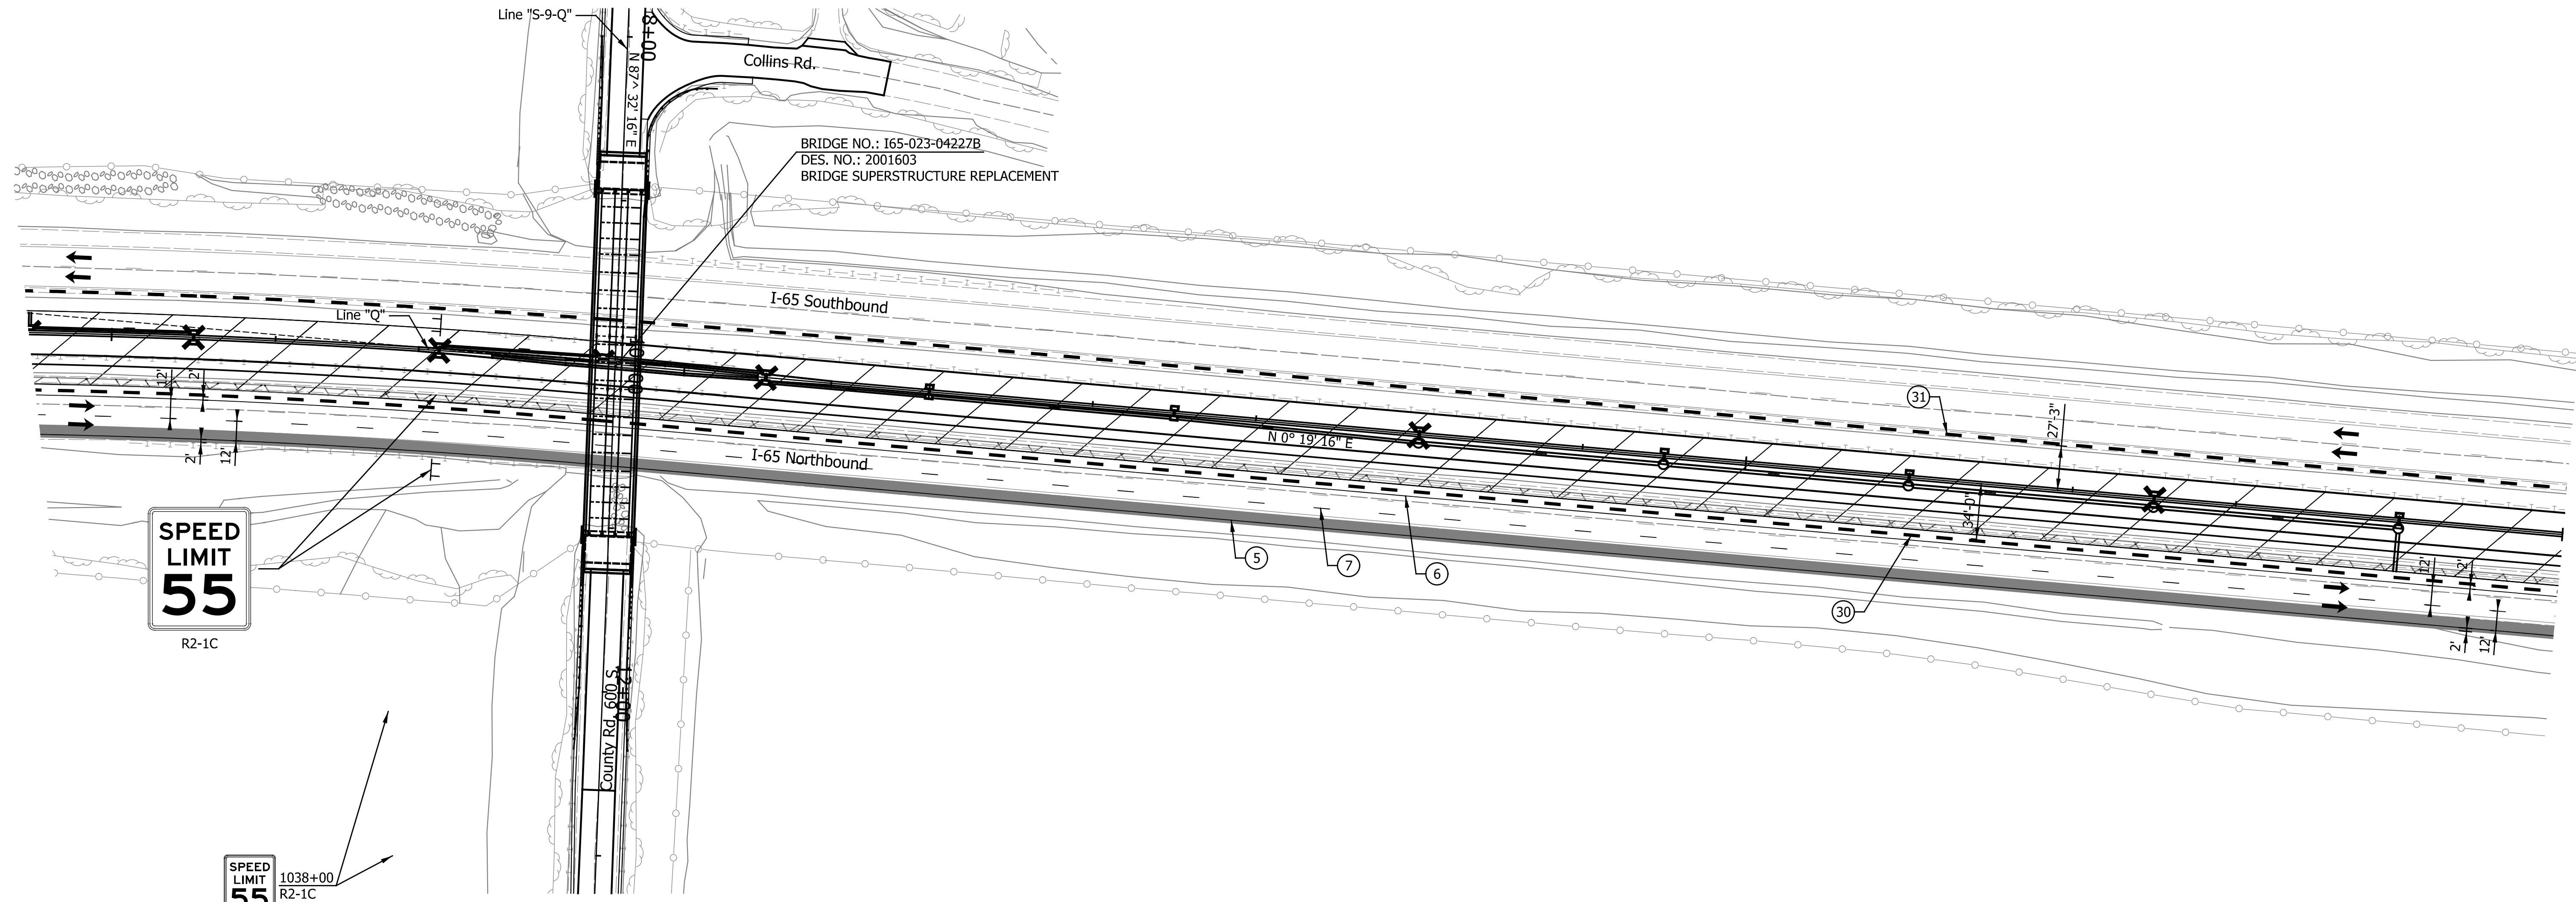 Line "S-9-Q"
8+00
N 87^ 32' 16" E
Collins Rd.
BRIDGE NO.: I65-023-04227B
DES. NO.: 2001603
BRIDGE SUPERSTRUCTURE REPLACEMENT
I-65 Southbound
Line "Q"
12'
2'
2'
12'
I-65 Northbound
N 0° 19' 16" E
31
27'-3"
34'-0"
5
7
6
30
12'
2'
2'
12'
SPEED
LIMIT
55
R2-1C
County Rd. 600 S
12+00
SPEED
LIMIT
55
1038+00
R2-1C